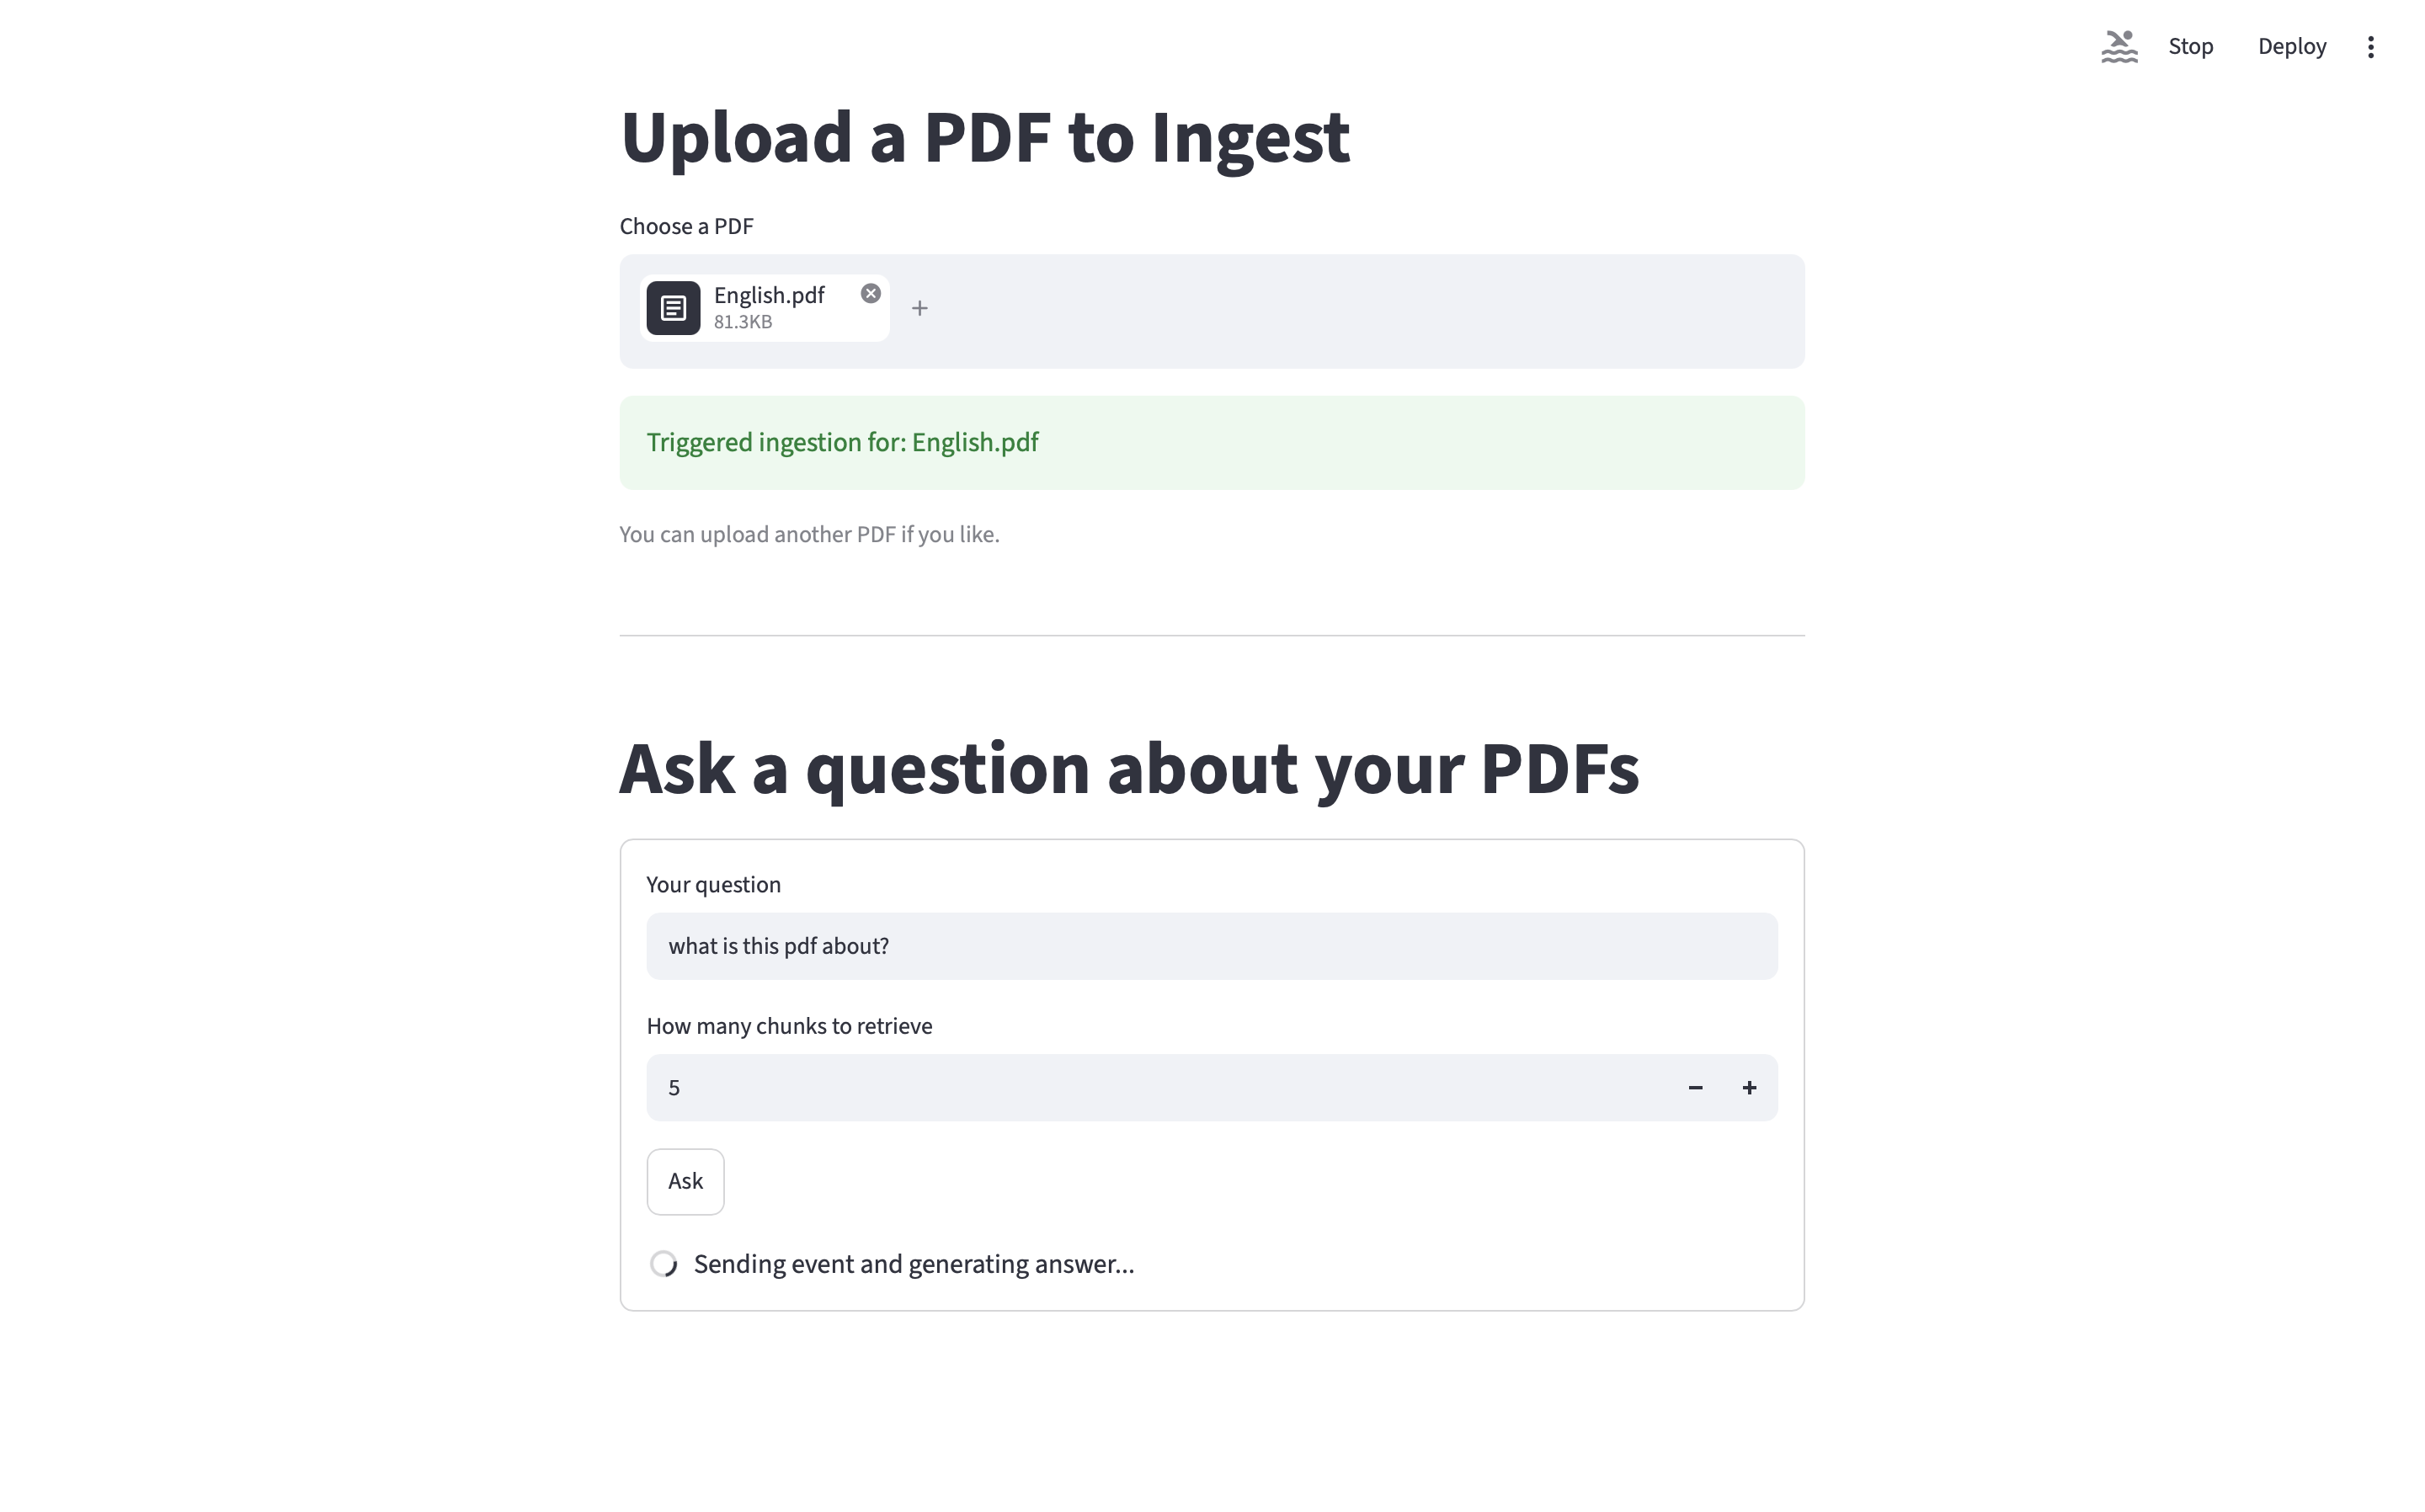 Stop Deploy
Upload a PDF to Ingest
Choose a PDF
English.pdf
81.3KB
Triggered ingestion for: English.pdf
You can upload another PDF if you like.
Ask a question about your PDFs
Your question
what is this pdf about?
How many chunks to retrieve
5
Ask
Sending event and generating answer...